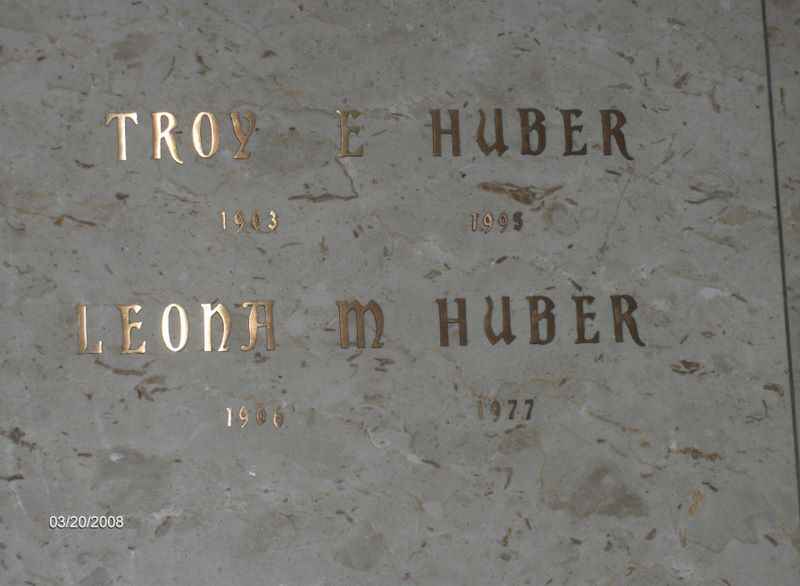 TROY E HUBER
1903 1995
LEONA M HUBER
1906 1977
03/20/2008